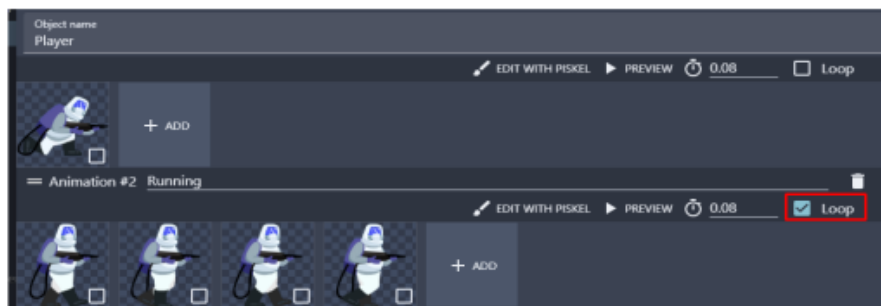 Object name
Player
EDIT WITH PISKEL PREVIEW 0.08 Loop
+ ADD
Animation #2 Running
EDIT WITH PISKEL PREVIEW 0.08 Loop
+ ADD